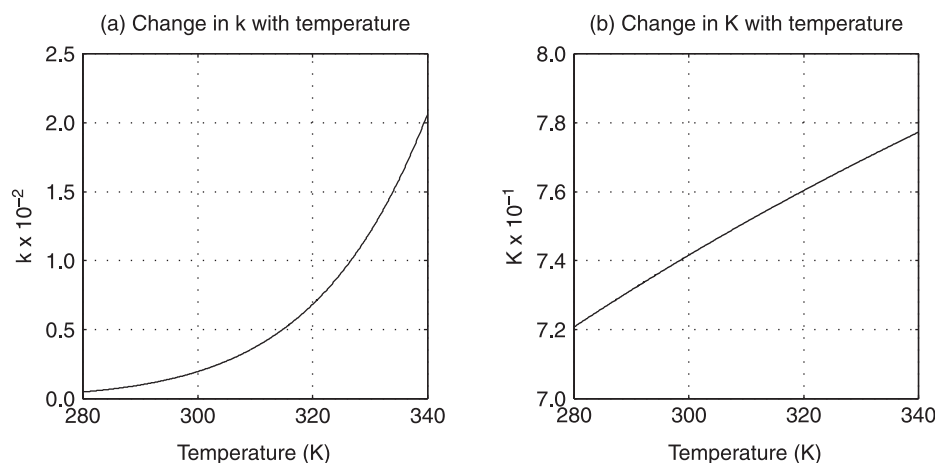 (a) Change in k with temperature
2.5
2.0
1.5
1.0
0.5
0.0
k x 10⁻²
280 300 320 340
Temperature (K)
(b) Change in K with temperature
8.0
7.8
7.6
7.4
7.2
7.0
K x 10⁻¹
280 300 320 340
Temperature (K)